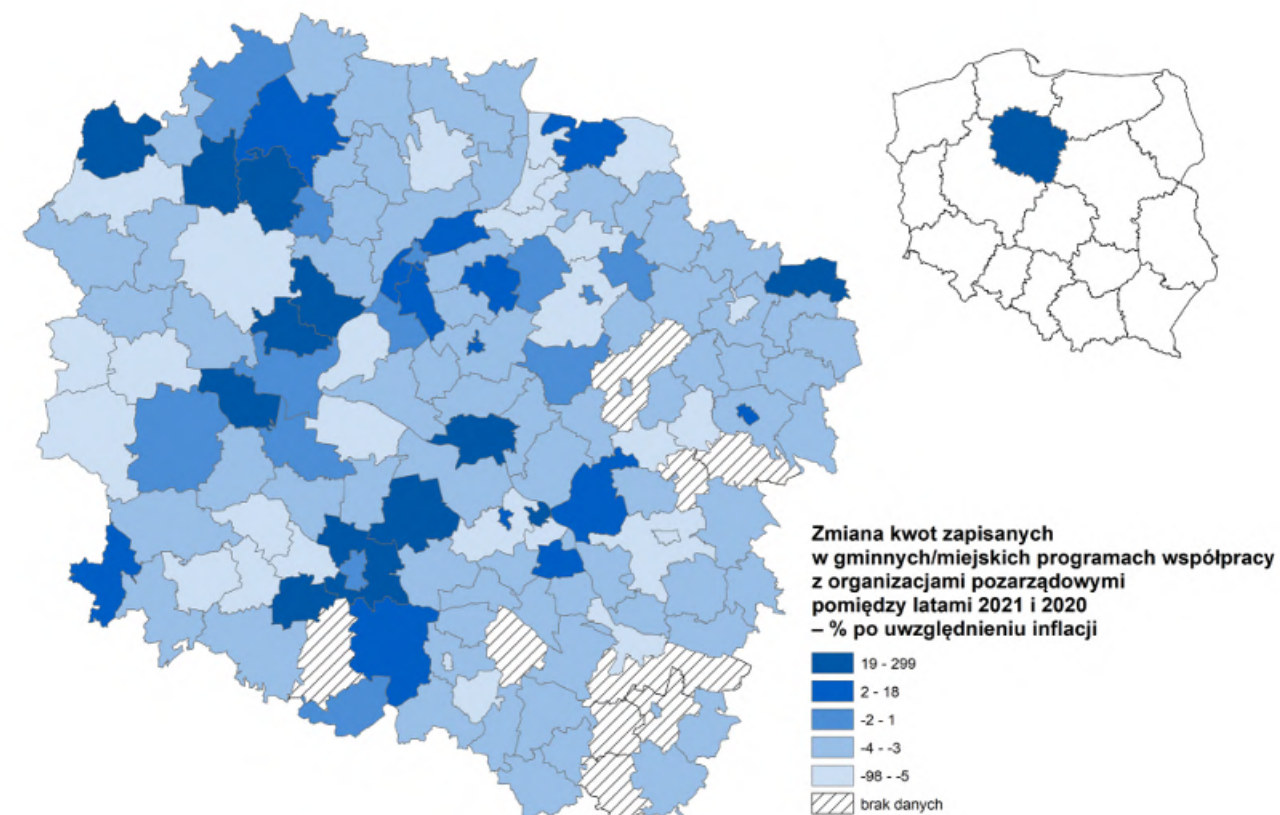 Zmiana kwot zapisanych
w gminnych/miejskich programach współpracy
z organizacjami pozarządowymi
pomiędzy latami 2021 i 2020
– % po uwzględnieniu inflacji
19 - 299
2 - 18
-2 - 1
-4 - -3
-98 - -5
brak danych